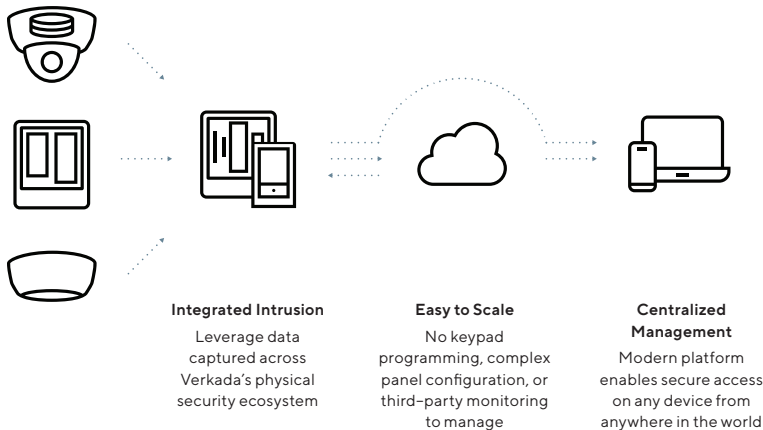 Integrated Intrusion
Leverage data
captured across
Verkada's physical
security ecosystem
Easy to Scale
No keypad
programming, complex
panel configuration, or
third-party monitoring
to manage
Centralized
Management
Modern platform
enables secure access
on any device from
anywhere in the world